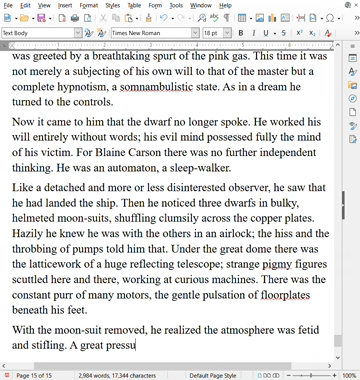 File Edit View Insert Format Styles Table Form Tools Window Help
Text Body
Times New Roman
18 pt
was greeted by a breathtaking spurt of the pink gas. This time it was
not merely a subjecting of his own will to that of the master but a
complete hypnotism, a somnambulistic state. As in a dream he
turned to the controls.
Now it came to him that the dwarf no longer spoke. He worked his
will entirely without words; his evil mind possessed fully the mind
of his victim. For Blaine Carson there was no further independent
thinking. He was an automaton, a sleep-walker.
Like a detached and more or less disinterested observer, he saw that
he had landed the ship. Then he noticed three dwarfs in bulky,
helmeted moon-suits, shuffling clumsily across the copper plates.
Hazily he knew he was with the others in an airlock; the hiss and the
throbbing of pumps told him that. Under the great dome there was
the latticework of a huge reflecting telescope; strange pigmy figures
scuttled here and there, working at curious machines. There was the
constant purr of many motors, the gentle pulsation of floorplates
beneath his feet.
With the moon-suit removed, he realized the atmosphere was fetid
and stifling. A great pressu
Page 15 of 15 2,984 words, 17,344 characters Default Page Style 100%